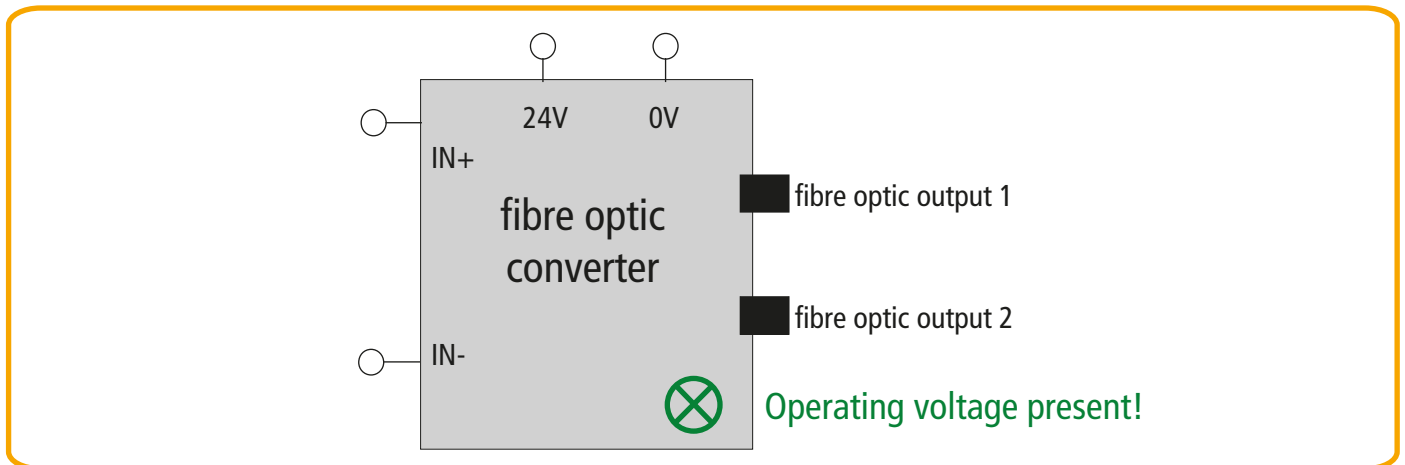 24V
0V
IN+
fibre optic
converter
fibre optic output 1
fibre optic output 2
IN-
Operating voltage present!